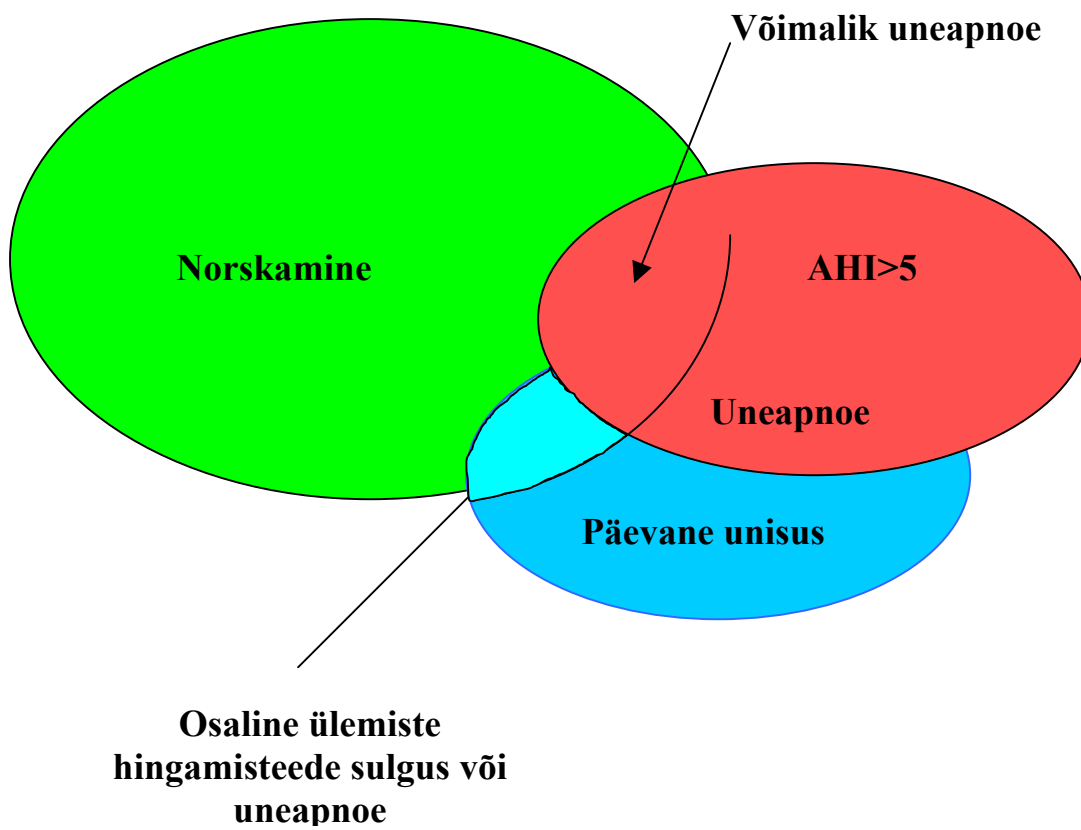 Võimalik uneapnoe
Norskamine
AHI>5
Uneapnoe
Päevane unisus
Osaline ülemiste
hingamisteede sulgus või
uneapnoe